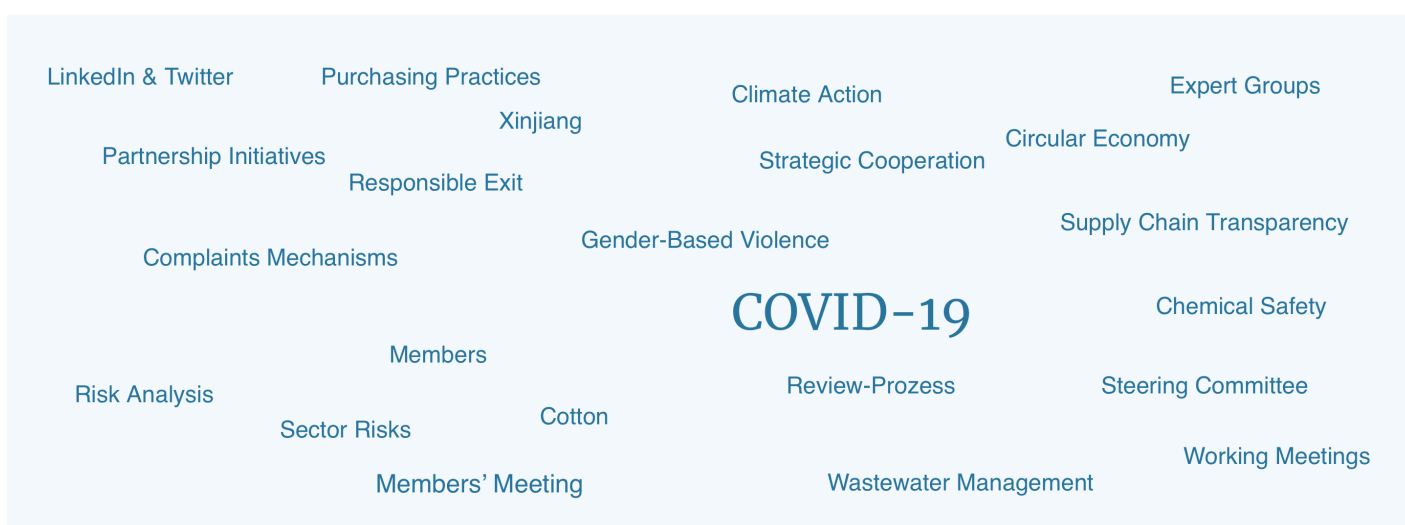 LinkedIn & Twitter
Purchasing Practices
Climate Action
Expert Groups
Xinjiang
Circular Economy
Partnership Initiatives
Strategic Cooperation
Responsible Exit
Supply Chain Transparency
Gender-Based Violence
Complaints Mechanisms
COVID-19
Chemical Safety
Members
Review-Prozess
Steering Committee
Risk Analysis
Cotton
Sector Risks
Working Meetings
Members’ Meeting
Wastewater Management